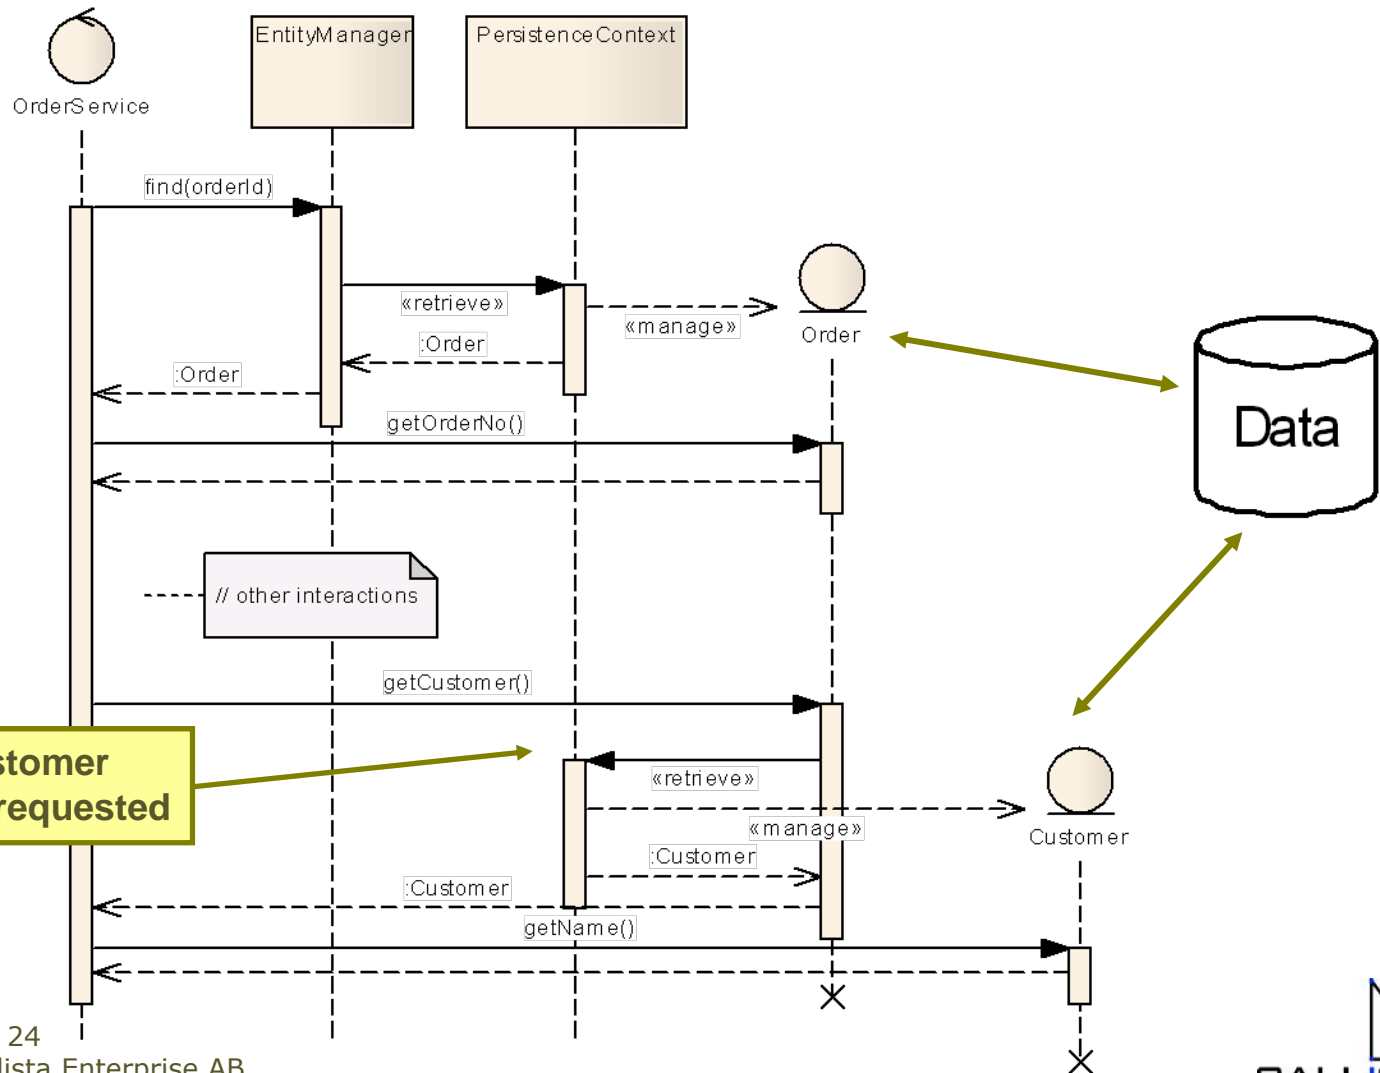 EntityManager
PersistenceContext
OrderService
find(orderId)
«retrieve»
«manage»
Order
:Order
:Order
getOrderNo()
Data
// other interactions
getCustomer()
stomer
requested
«retrieve»
«manage»
Customer
:Customer
:Customer
getName()
24
lista Enterprise AB